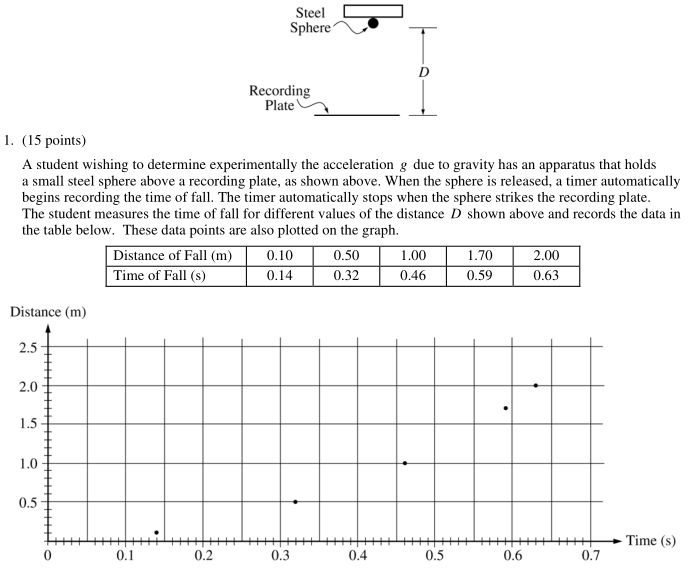 Steel
Sphere
D
Recording
Plate
1. (15 points)
A student wishing to determine experimentally the acceleration g due to gravity has an apparatus that holds
a small steel sphere above a recording plate, as shown above. When the sphere is released, a timer automatically
begins recording the time of fall. The timer automatically stops when the sphere strikes the recording plate.
The student measures the time of fall for different values of the distance D shown above and records the data in
the table below. These data points are also plotted on the graph.
Distance of Fall (m) 0.10 0.50 1.00 1.70 2.00
Time of Fall (s) 0.14 0.32 0.46 0.59 0.63
Distance (m)
2.5
2.0
1.5
1.0
0.5
Time (s)
0 0.1 0.2 0.3 0.4 0.5 0.6 0.7